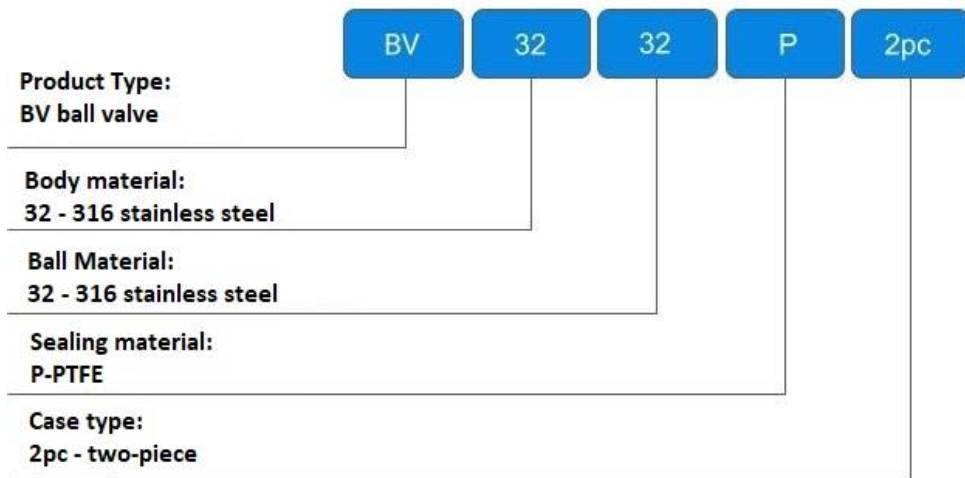 BV 32 32 P 2pc
Product Type:
BV ball valve
Body material:
32 - 316 stainless steel
Ball Material:
32 - 316 stainless steel
Sealing material:
P-PTFE
Case type:
2pc - two-piece